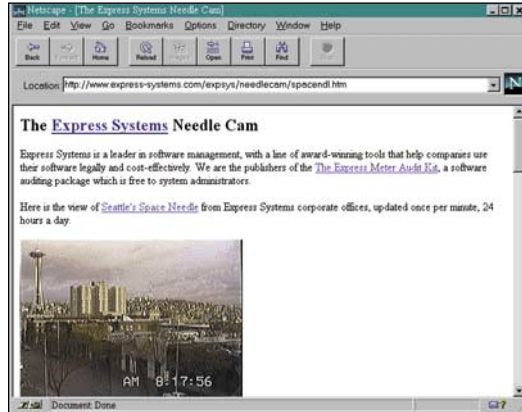 Netscape - [The Express Systems Needle Cam]
File Edit View Go Bookmarks Options Directory Window Help
Back Forward Home Reload Images Open Print Find Stop
Location: http://www.express-systems.com/expsys/needlecam/spacendl.htm
N
The Express Systems Needle Cam
Express Systems is a leader in software management, with a line of award-winning tools that help companies use
their software legally and cost-effectively. We are the publishers of the The Express Meter Audit Kit, a software
auditing package which is free to system administrators.
Here is the view of Seattle's Space Needle from Express Systems corporate offices, updated once per minute, 24
hours a day.
AM 8:17:56
Document: Done